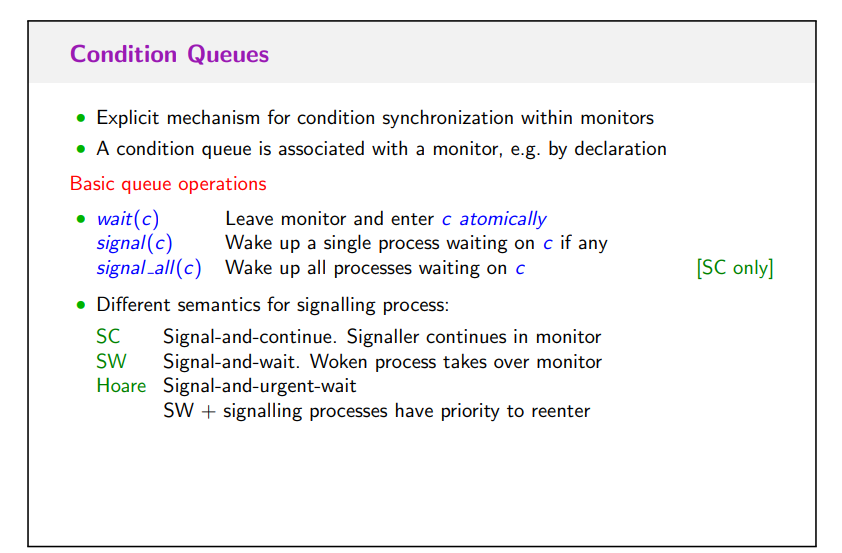 Condition Queues
• Explicit mechanism for condition synchronization within monitors
• A condition queue is associated with a monitor, e.g. by declaration
Basic queue operations
• wait(c) Leave monitor and enter c atomically
signal(c) Wake up a single process waiting on c if any
signal_all(c) Wake up all processes waiting on c [SC only]
• Different semantics for signalling process:
SC Signal-and-continue. Signaller continues in monitor
SW Signal-and-wait. Woken process takes over monitor
Hoare Signal-and-urgent-wait
SW + signalling processes have priority to reenter